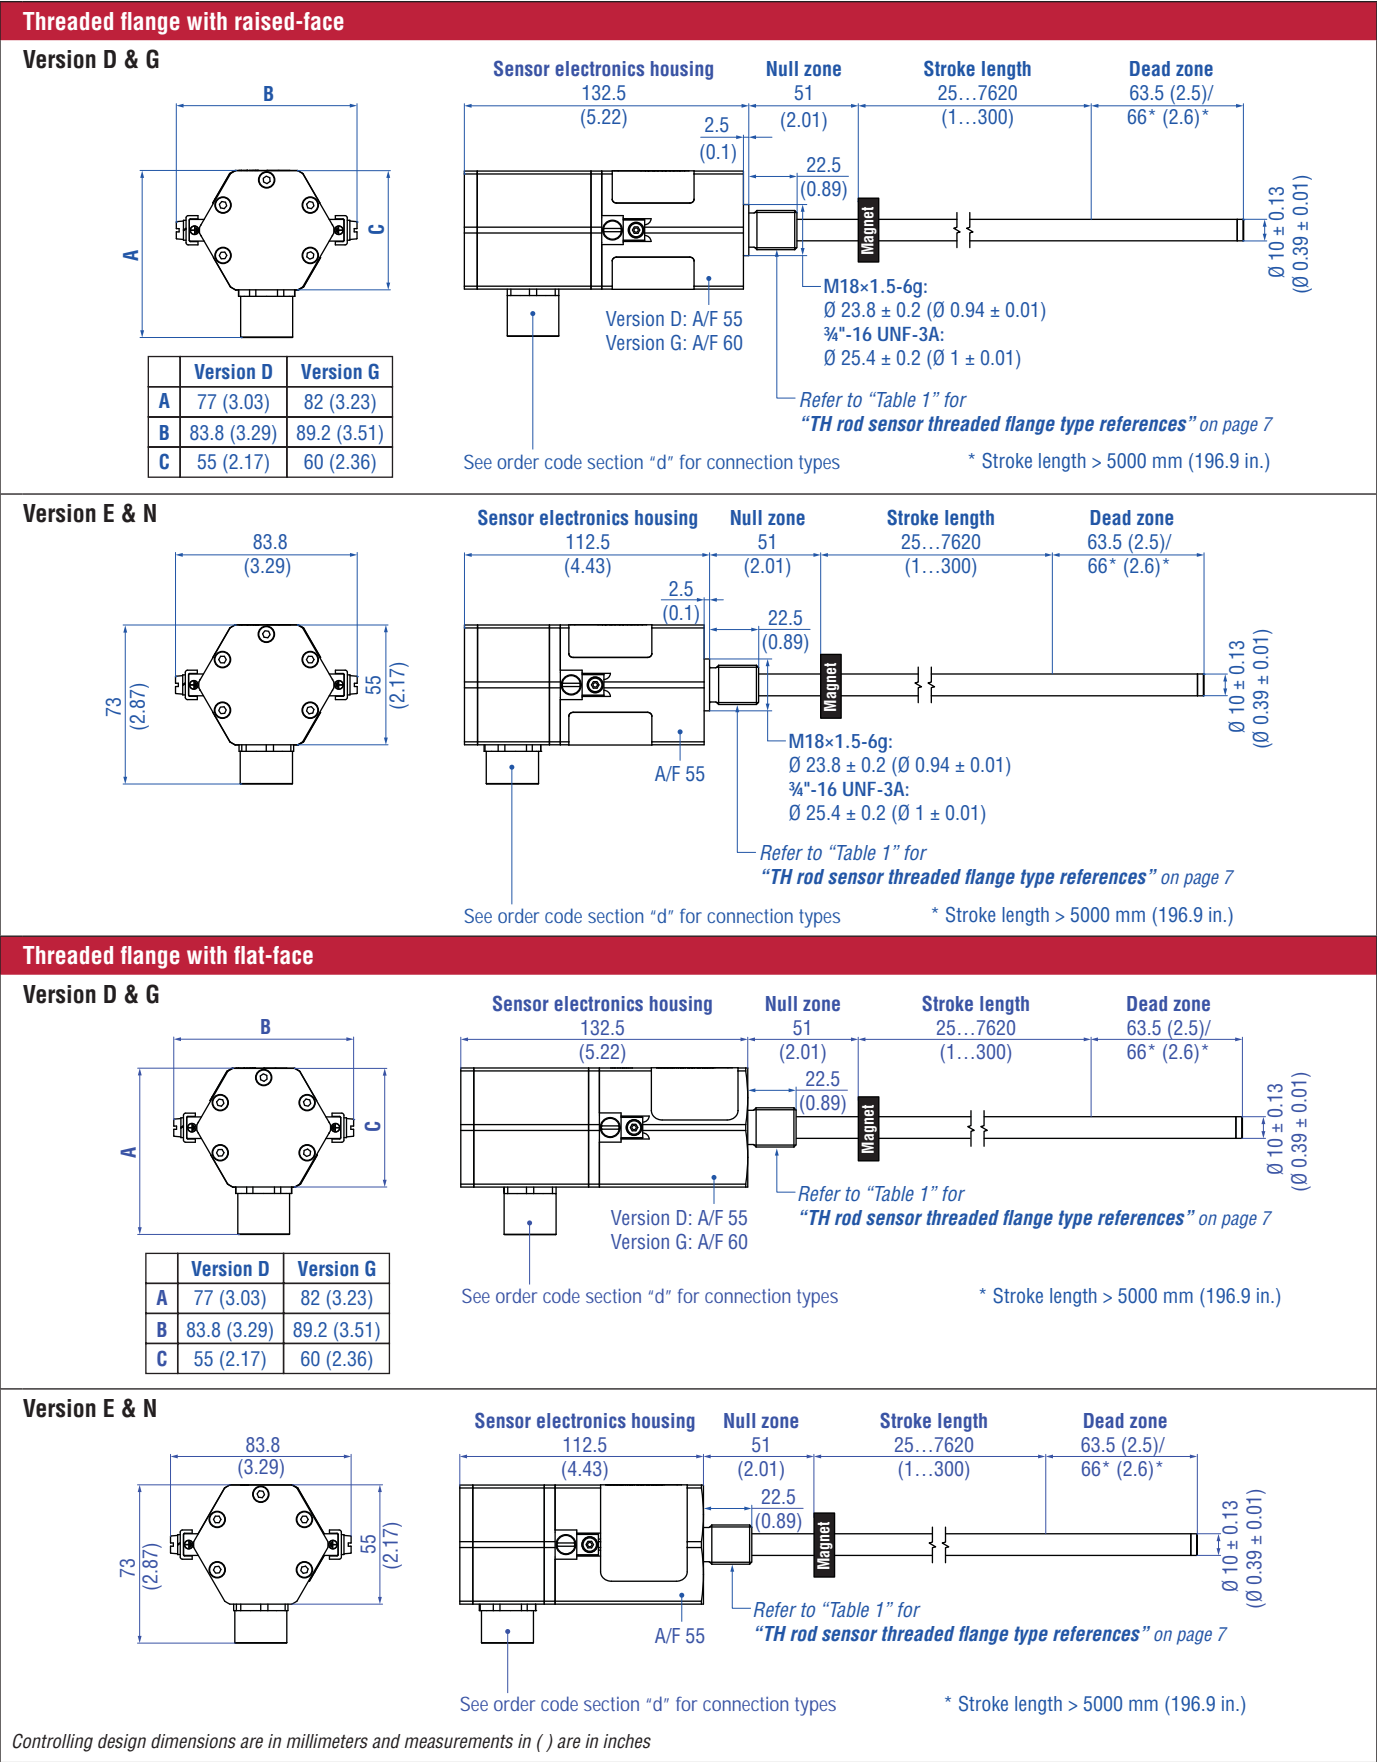 Threaded flange with raised-face
Version D & G
Sensor electronics housing
132.5
(5.22)
Null zone
51
(2.01)
Stroke length
25…7620
(1…300)
Dead zone
63.5 (2.5)/
66* (2.6)*
B
A
C
2.5
(0.1)
22.5
(0.89)
Magnet
Ø 10 ± 0.13
(Ø 0.39 ± 0.01)
M18×1.5-6g:
Ø 23.8 ± 0.2 (Ø 0.94 ± 0.01)
¾"-16 UNF-3A:
Ø 25.4 ± 0.2 (Ø 1 ± 0.01)
Version D: A/F 55
Version G: A/F 60
Version D Version G
A 77 (3.03) 82 (3.23)
B 83.8 (3.29) 89.2 (3.51)
C 55 (2.17) 60 (2.36)
Refer to “Table 1” for
“TH rod sensor threaded flange type references” on page 7
See order code section “d” for connection types
* Stroke length > 5000 mm (196.9 in.)
Version E & N
Sensor electronics housing
112.5
(4.43)
Null zone
51
(2.01)
Stroke length
25…7620
(1…300)
Dead zone
63.5 (2.5)/
66* (2.6)*
83.8
(3.29)
73
(2.87)
55
(2.17)
2.5
(0.1)
22.5
(0.89)
Magnet
Ø 10 ± 0.13
(Ø 0.39 ± 0.01)
A/F 55
M18×1.5-6g:
Ø 23.8 ± 0.2 (Ø 0.94 ± 0.01)
¾"-16 UNF-3A:
Ø 25.4 ± 0.2 (Ø 1 ± 0.01)
Refer to “Table 1” for
“TH rod sensor threaded flange type references” on page 7
See order code section “d” for connection types
* Stroke length > 5000 mm (196.9 in.)
Threaded flange with flat-face
Version D & G
Sensor electronics housing
132.5
(5.22)
Null zone
51
(2.01)
Stroke length
25…7620
(1…300)
Dead zone
63.5 (2.5)/
66* (2.6)*
B
A
C
22.5
(0.89)
Magnet
Ø 10 ± 0.13
(Ø 0.39 ± 0.01)
Version D: A/F 55
Version G: A/F 60
Refer to “Table 1” for
“TH rod sensor threaded flange type references” on page 7
Version D Version G
A 77 (3.03) 82 (3.23)
B 83.8 (3.29) 89.2 (3.51)
C 55 (2.17) 60 (2.36)
See order code section “d” for connection types
* Stroke length > 5000 mm (196.9 in.)
Version E & N
Sensor electronics housing
112.5
(4.43)
Null zone
51
(2.01)
Stroke length
25…7620
(1…300)
Dead zone
63.5 (2.5)/
66* (2.6)*
83.8
(3.29)
73
(2.87)
55
(2.17)
22.5
(0.89)
Magnet
Ø 10 ± 0.13
(Ø 0.39 ± 0.01)
A/F 55
Refer to “Table 1” for
“TH rod sensor threaded flange type references” on page 7
See order code section “d” for connection types
* Stroke length > 5000 mm (196.9 in.)
Controlling design dimensions are in millimeters and measurements in ( ) are in inches